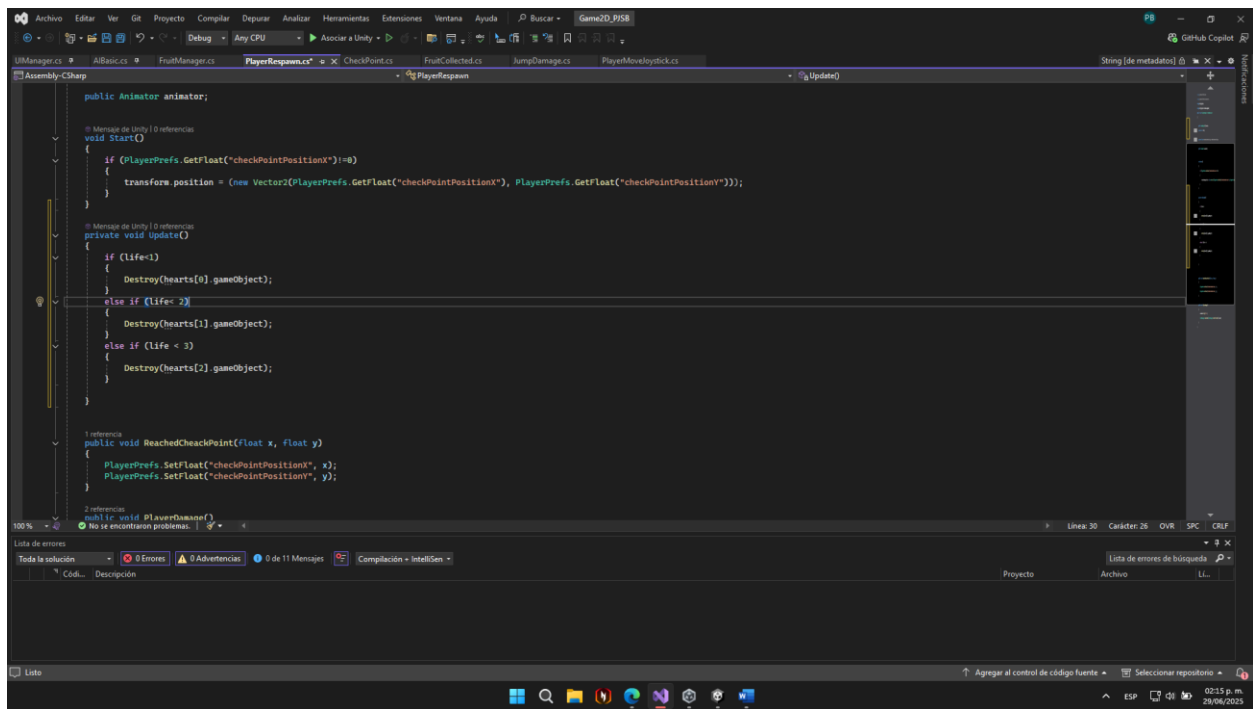 Archivo Editar Ver Git Proyecto Compilar Depurar Analizar Herramientas Extensiones Ventana Ayuda Buscar Game2D_PJSB PB
Debug Any CPU Asociar a Unity GitHub Copilot
UIManager.cs AIBasic.cs FruitManager.cs PlayerRespawn.cs* CheckPoint.cs FruitCollected.cs JumpDamage.cs PlayerMoveJoystick.cs String [de metadatos]
Assembly-CSharp PlayerRespawn Update()
Notificaciones
public Animator animator;
Mensaje de Unity | 0 referencias
void Start()
{
if (PlayerPrefs.GetFloat("checkPointPositionX")!=0)
{
transform.position = (new Vector2(PlayerPrefs.GetFloat("checkPointPositionX"), PlayerPrefs.GetFloat("checkPointPositionY")));
}
}
Mensaje de Unity | 0 referencias
private void Update()
{
if (life<1)
{
Destroy(hearts[0].gameObject);
}
else if (life< 2)
{
Destroy(hearts[1].gameObject);
}
else if (life < 3)
{
Destroy(hearts[2].gameObject);
}
}
1 referencia
public void ReachedCheackPoint(float x, float y)
{
PlayerPrefs.SetFloat("checkPointPositionX", x);
PlayerPrefs.SetFloat("checkPointPositionY", y);
}
2 referencias
public void PlayerDamage()
100 % No se encontraron problemas. Línea: 30 Carácter: 26 OVR SPC CRLF
Lista de errores
Toda la solución 0 Errores 0 Advertencias 0 de 11 Mensajes Compilación + IntelliSen Lista de errores de búsqueda
Códi... Descripción Proyecto Archivo Lí...
Listo Agregar al control de código fuente Seleccionar repositorio
ESP 02:15 p. m.
29/06/2025